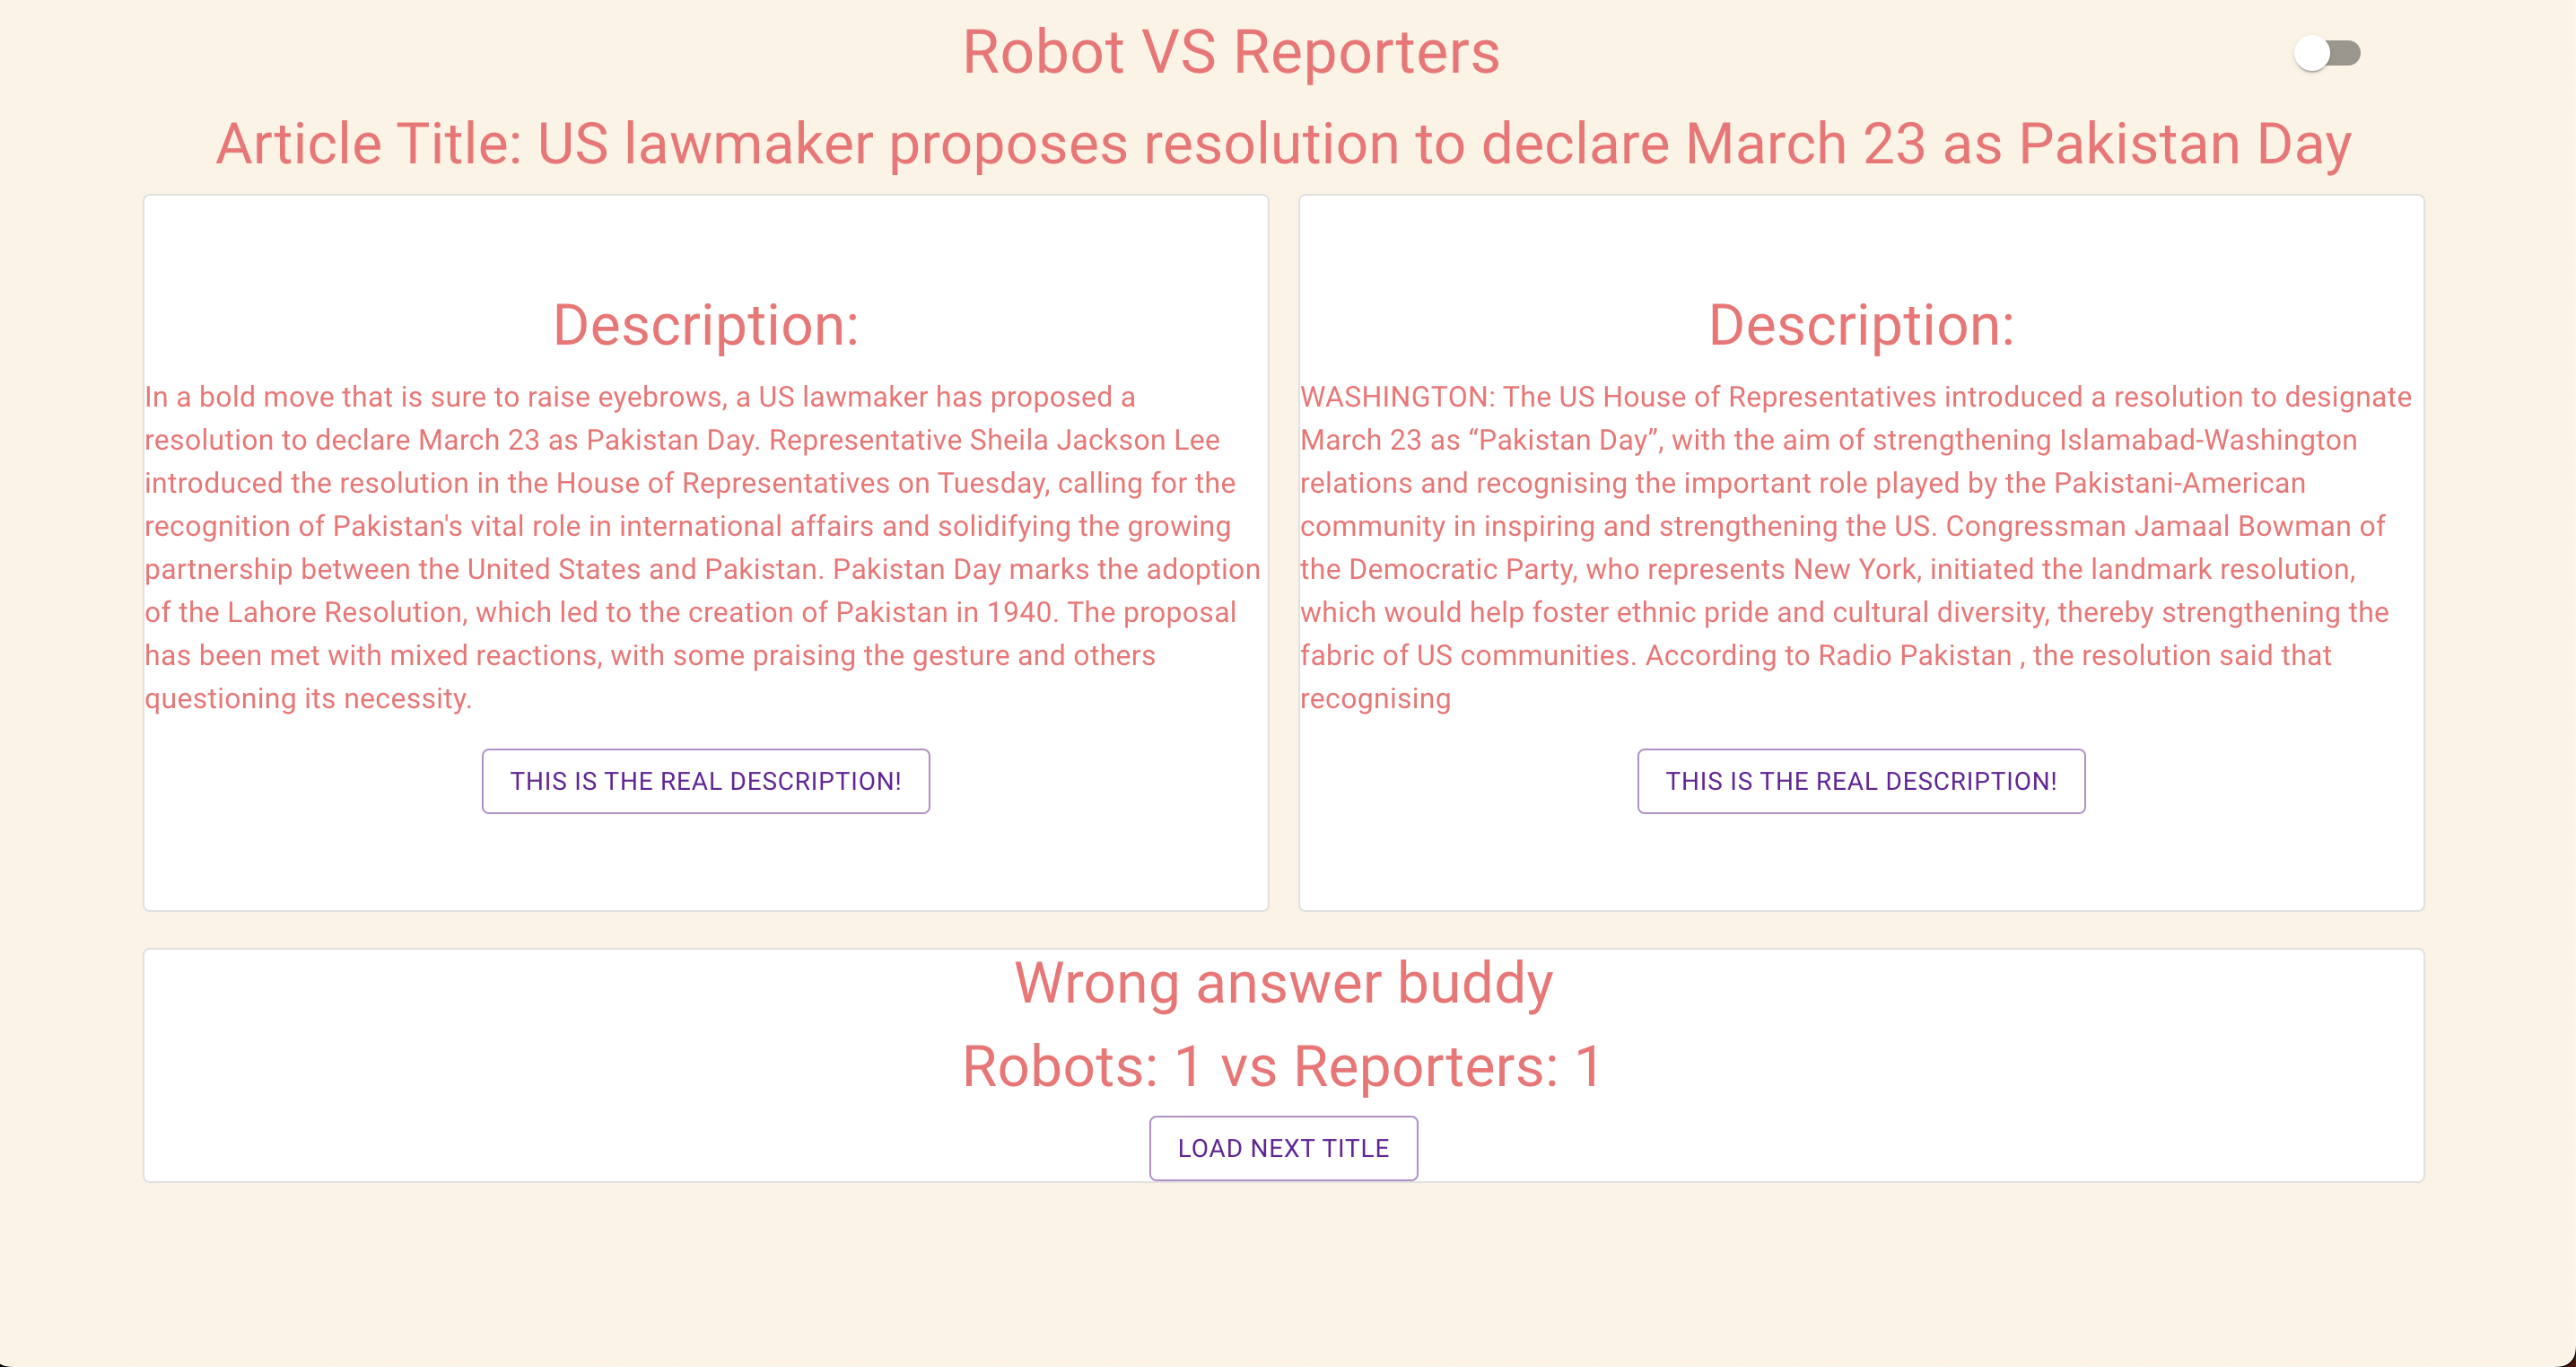 Robot VS Reporters
Article Title: US lawmaker proposes resolution to declare March 23 as Pakistan Day
Description:
In a bold move that is sure to raise eyebrows, a US lawmaker has proposed a
resolution to declare March 23 as Pakistan Day. Representative Sheila Jackson Lee
introduced the resolution in the House of Representatives on Tuesday, calling for the
recognition of Pakistan's vital role in international affairs and solidifying the growing
partnership between the United States and Pakistan. Pakistan Day marks the adoption
of the Lahore Resolution, which led to the creation of Pakistan in 1940. The proposal
has been met with mixed reactions, with some praising the gesture and others
questioning its necessity.
THIS IS THE REAL DESCRIPTION!
Description:
WASHINGTON: The US House of Representatives introduced a resolution to designate
March 23 as “Pakistan Day”, with the aim of strengthening Islamabad-Washington
relations and recognising the important role played by the Pakistani-American
community in inspiring and strengthening the US. Congressman Jamaal Bowman of
the Democratic Party, who represents New York, initiated the landmark resolution,
which would help foster ethnic pride and cultural diversity, thereby strengthening the
fabric of US communities. According to Radio Pakistan , the resolution said that
recognising
THIS IS THE REAL DESCRIPTION!
Wrong answer buddy
Robots: 1 vs Reporters: 1
LOAD NEXT TITLE